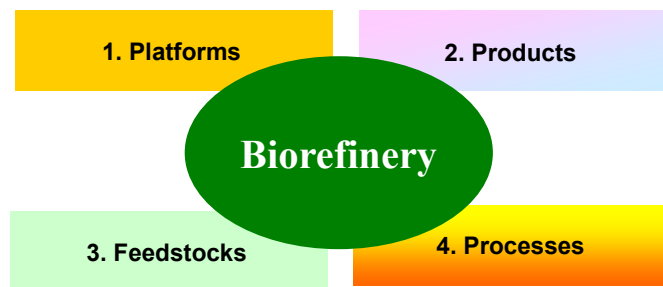 1. Platforms
2. Products
Biorefinery
3. Feedstocks
4. Processes